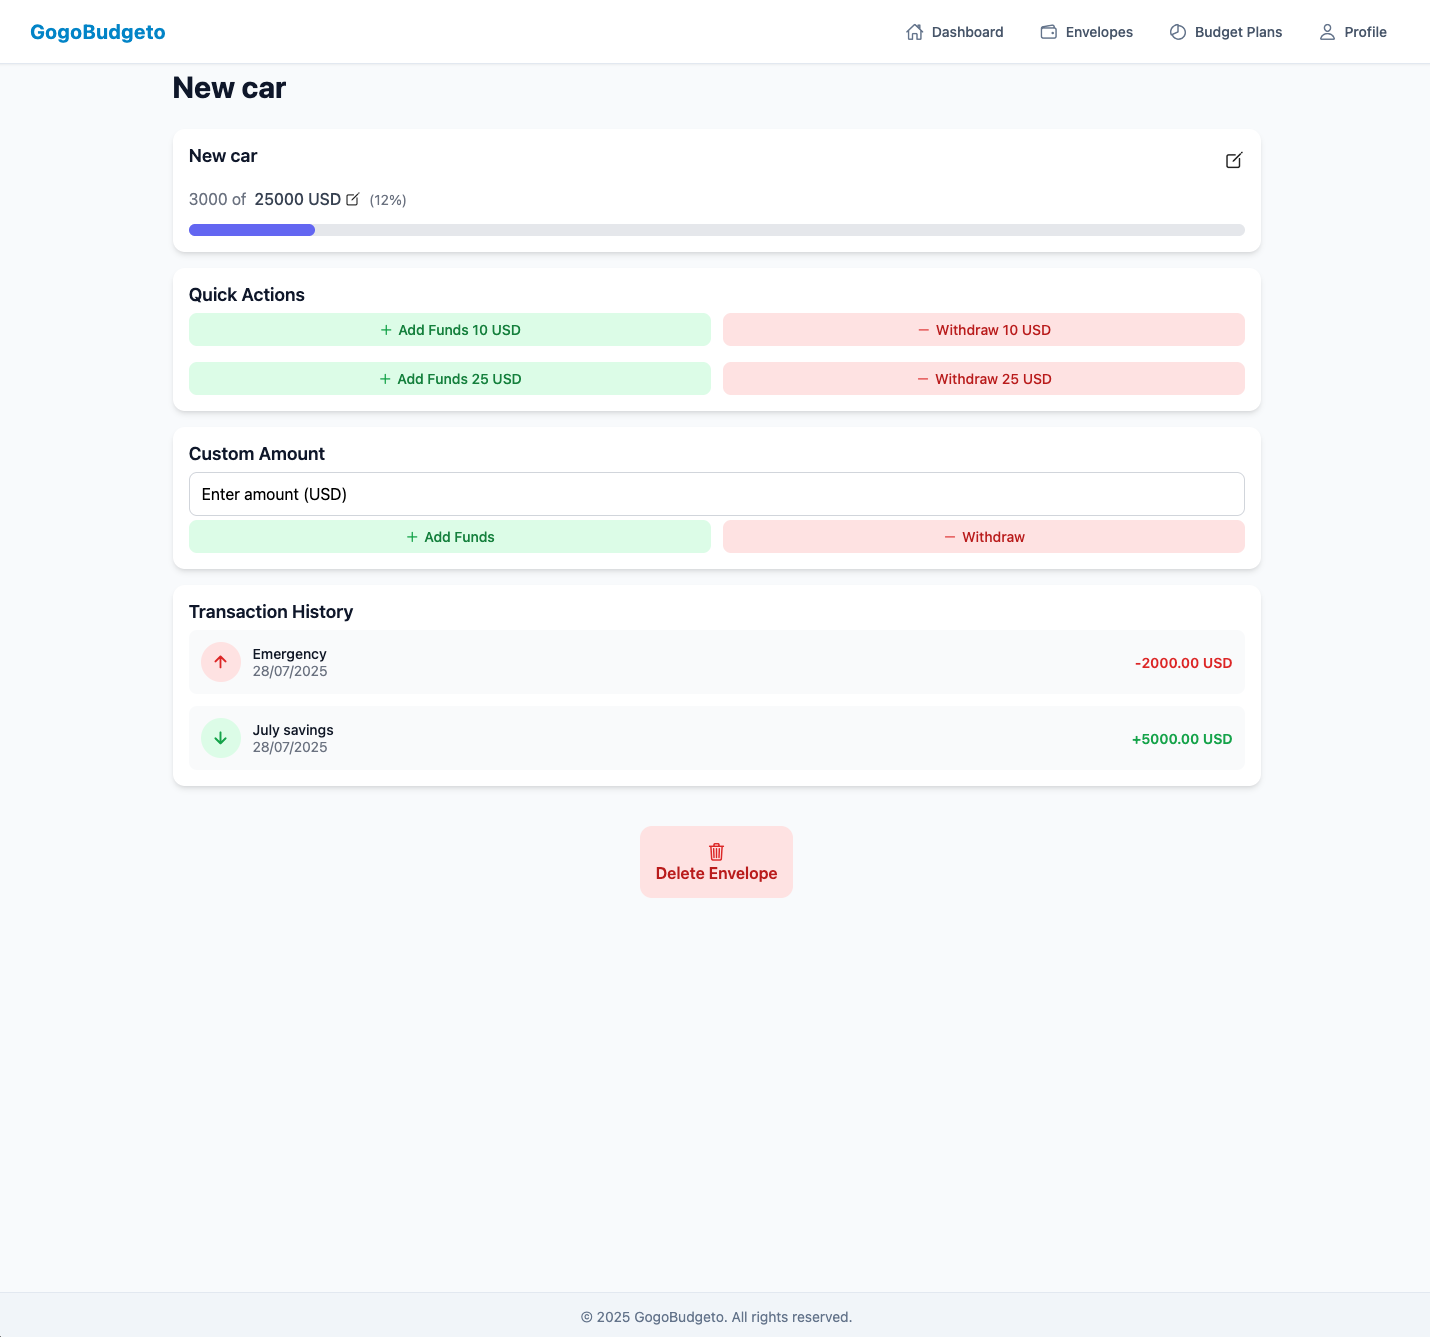 GogoBudgeto
Dashboard
Envelopes
Budget Plans
Profile
New car
New car
3000 of 25000 USD (12%)
Quick Actions
+ Add Funds 10 USD
− Withdraw 10 USD
+ Add Funds 25 USD
− Withdraw 25 USD
Custom Amount
Enter amount (USD)
+ Add Funds
− Withdraw
Transaction History
Emergency
28/07/2025
-2000.00 USD
July savings
28/07/2025
+5000.00 USD
Delete Envelope
© 2025 GogoBudgeto. All rights reserved.